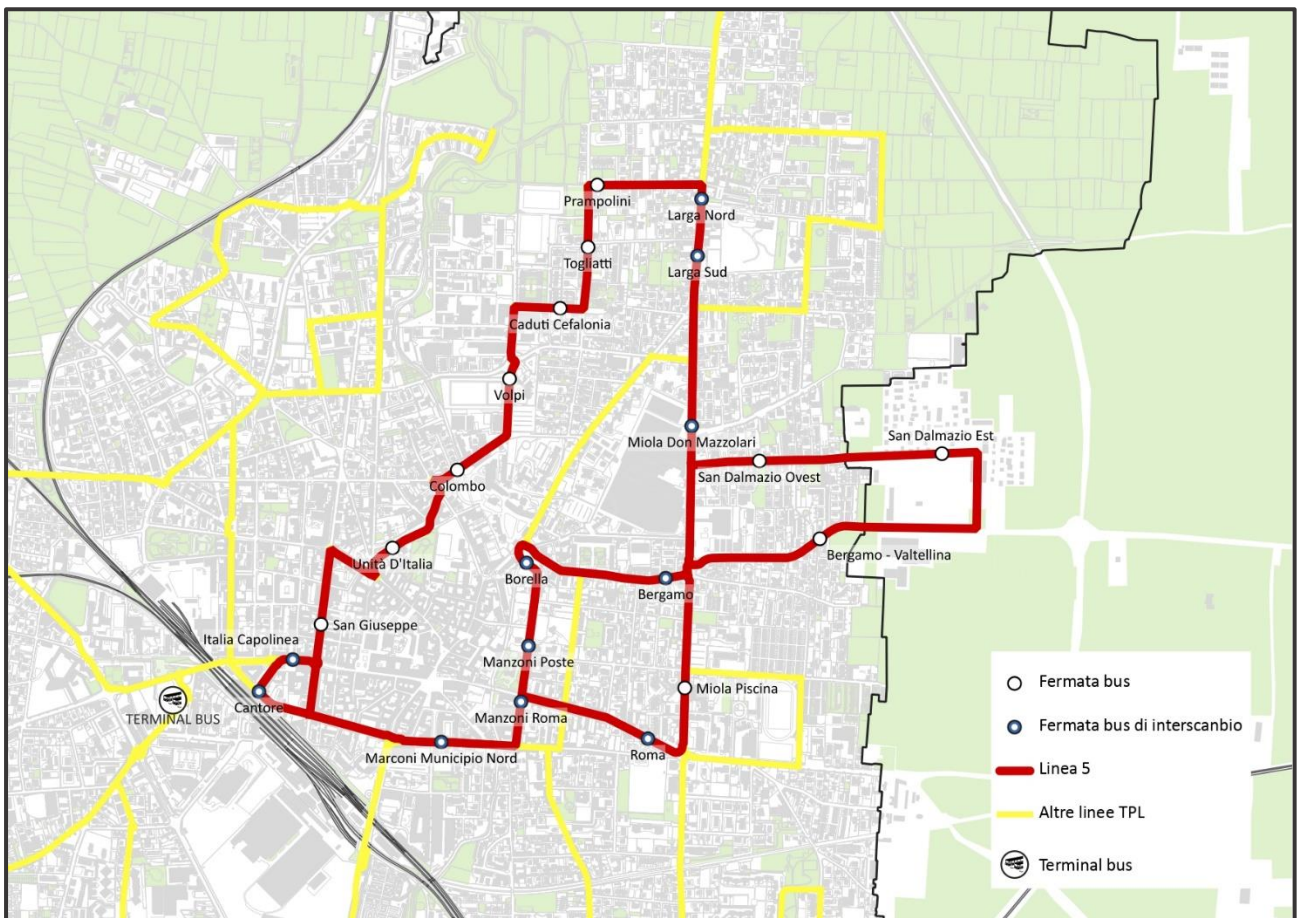 Prampolini
Larga Nord
Togliatti
Larga Sud
Caduti Cefalonia
Volpi
Miola Don Mazzolari
San Dalmazio Est
San Dalmazio Ovest
Colombo
Unità D'Italia
Borella
Bergamo - Valtellina
Bergamo
San Giuseppe
Italia Capolinea
Manzoni Poste
Miola Piscina
Cantore
TERMINAL BUS
Manzoni Roma
Marconi Municipio Nord
Roma
Fermata bus
Fermata bus di interscanbio
Linea 5
Altre linee TPL
Terminal bus